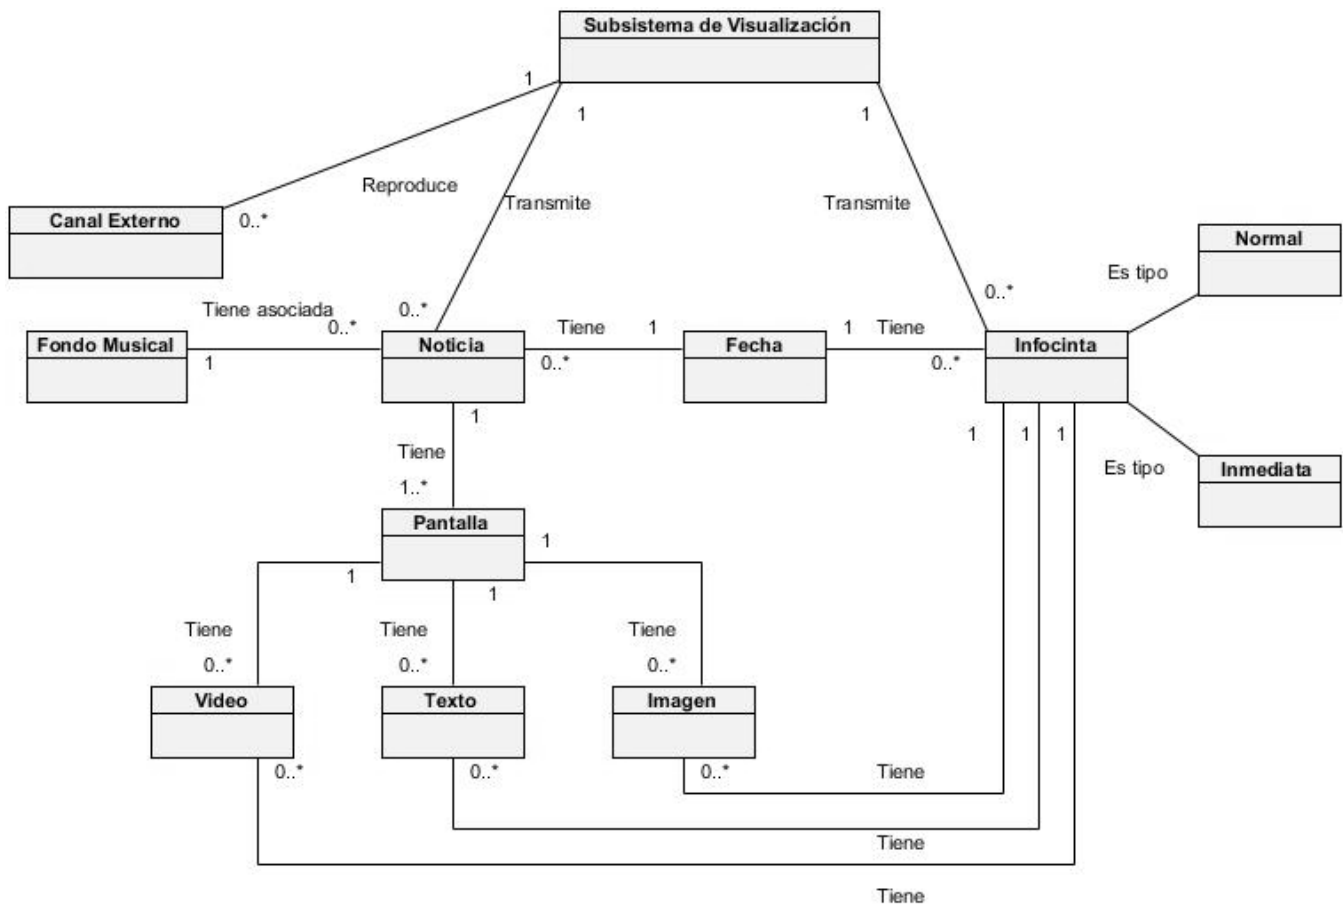 Subsistema de Visualización
1
1
1
Reproduce
Transmite
Transmite
Canal Externo
0..*
Normal
Es tipo
0..*
Tiene asociada
0..*
0..*
Tiene
1
1
Tiene
Fondo Musical
1
Noticia
0..*
Fecha
0..*
Infocinta
1
1
1
1
Tiene
Es tipo
Inmediata
1..*
Pantalla
1
1
1
Tiene
Tiene
Tiene
0..*
0..*
0..*
Video
Texto
Imagen
0..*
0..*
0..*
Tiene
Tiene
Tiene